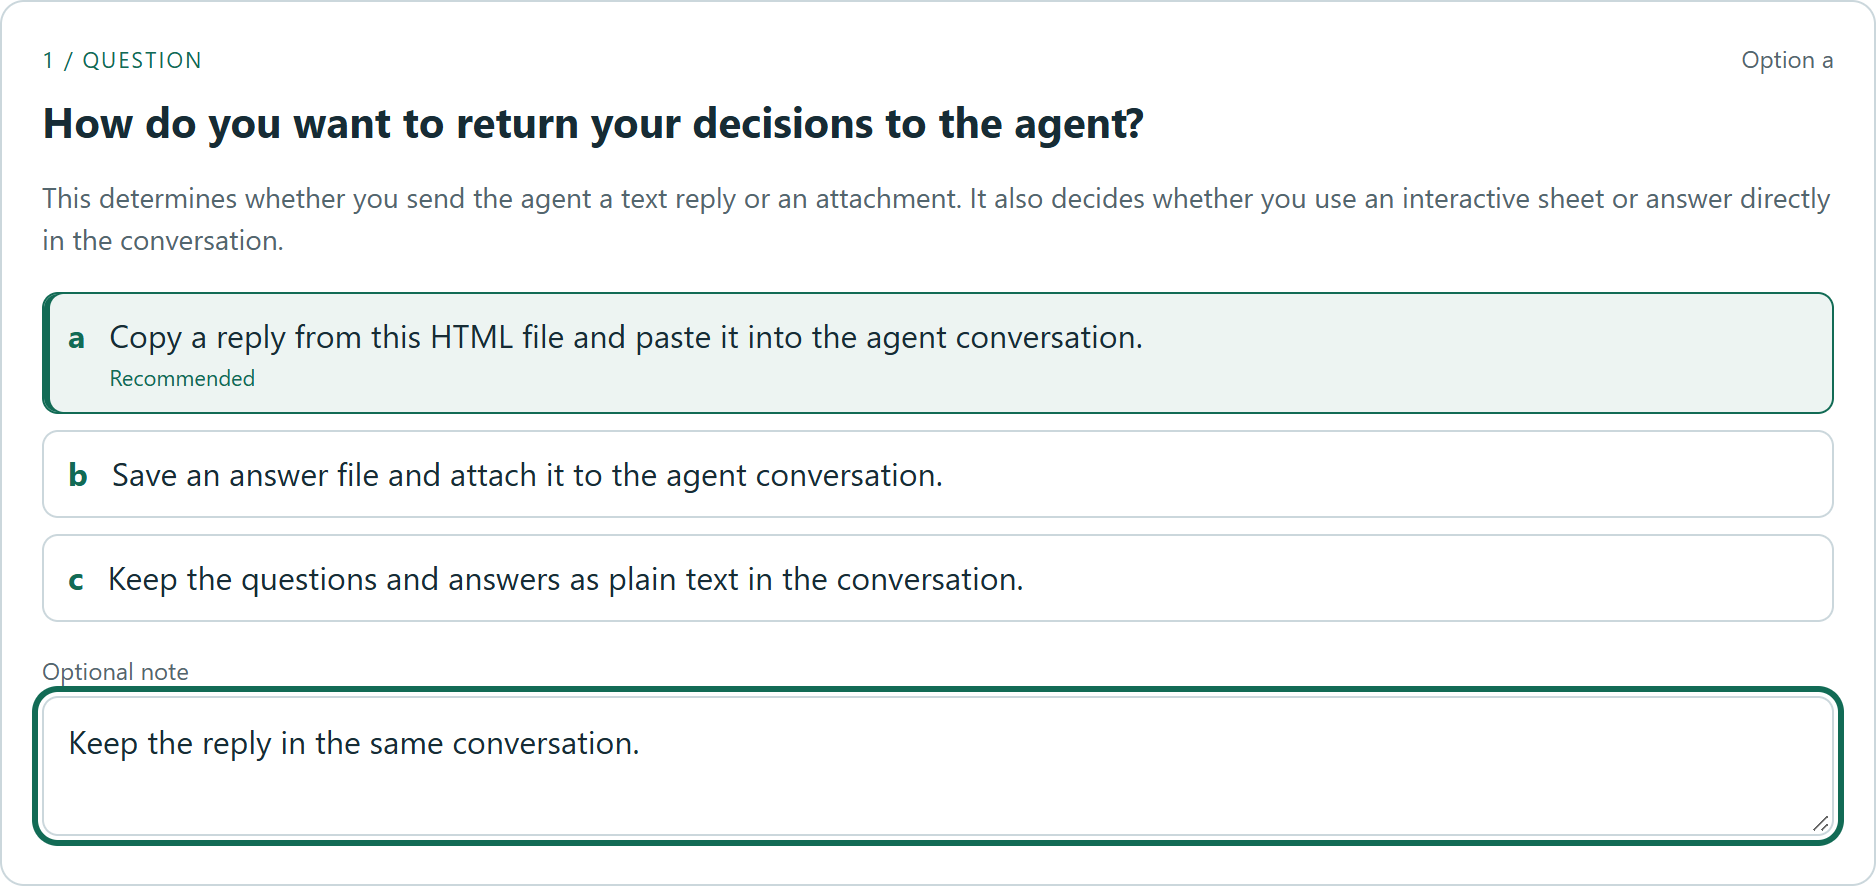 1 / QUESTION
Option a
How do you want to return your decisions to the agent?
This determines whether you send the agent a text reply or an attachment. It also decides whether you use an interactive sheet or answer directly
in the conversation.
a Copy a reply from this HTML file and paste it into the agent conversation.
Recommended
b Save an answer file and attach it to the agent conversation.
c Keep the questions and answers as plain text in the conversation.
Optional note
Keep the reply in the same conversation.